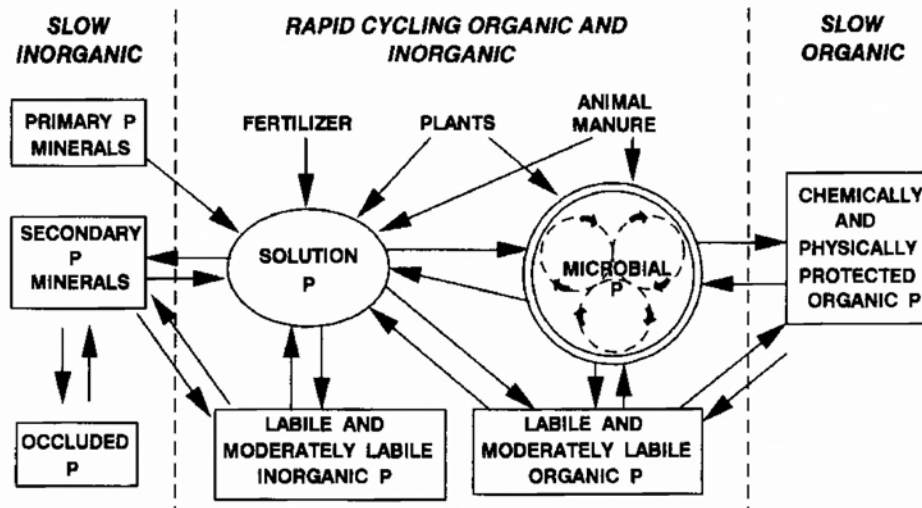 SLOW
INORGANIC
RAPID CYCLING ORGANIC AND
INORGANIC
SLOW
ORGANIC
PRIMARY P
MINERALS
FERTILIZER
PLANTS
ANIMAL
MANURE
SECONDARY
P
MINERALS
SOLUTION
P
MICROBIAL
P
CHEMICALLY
AND
PHYSICALLY
PROTECTED
ORGANIC P
OCCLUDED
P
LABILE AND
MODERATELY LABILE
INORGANIC P
LABILE AND
MODERATELY LABILE
ORGANIC P